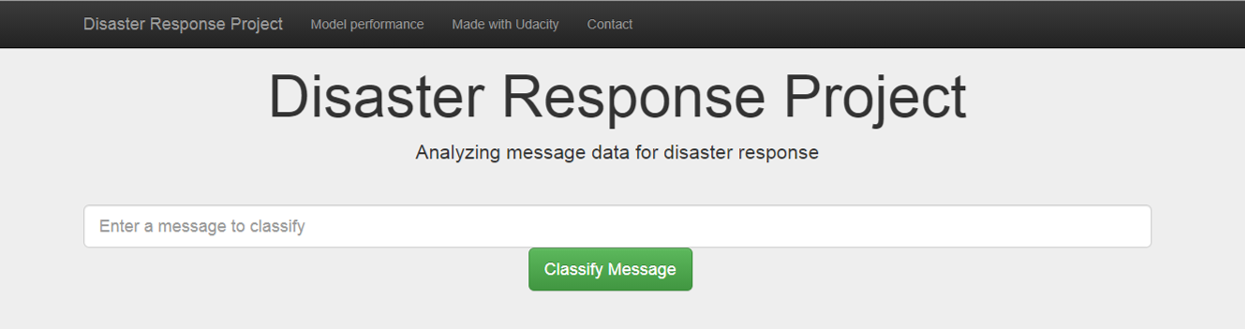 Disaster Response Project Model performance Made with Udacity Contact
Disaster Response Project
Analyzing message data for disaster response
Enter a message to classify
Classify Message